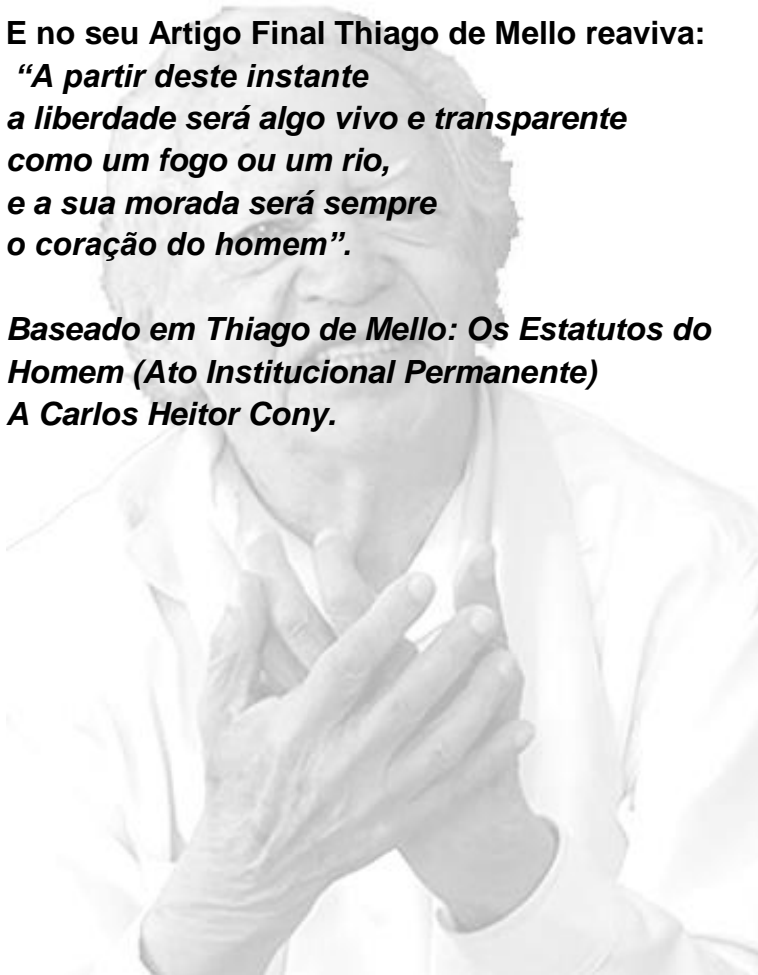 E no seu Artigo Final Thiago de Mello reaviva:
“A partir deste instante
a liberdade será algo vivo e transparente
como um fogo ou um rio,
e a sua morada será sempre
o coração do homem”.
Baseado em Thiago de Mello: Os Estatutos do
Homem (Ato Institucional Permanente)
A Carlos Heitor Cony.